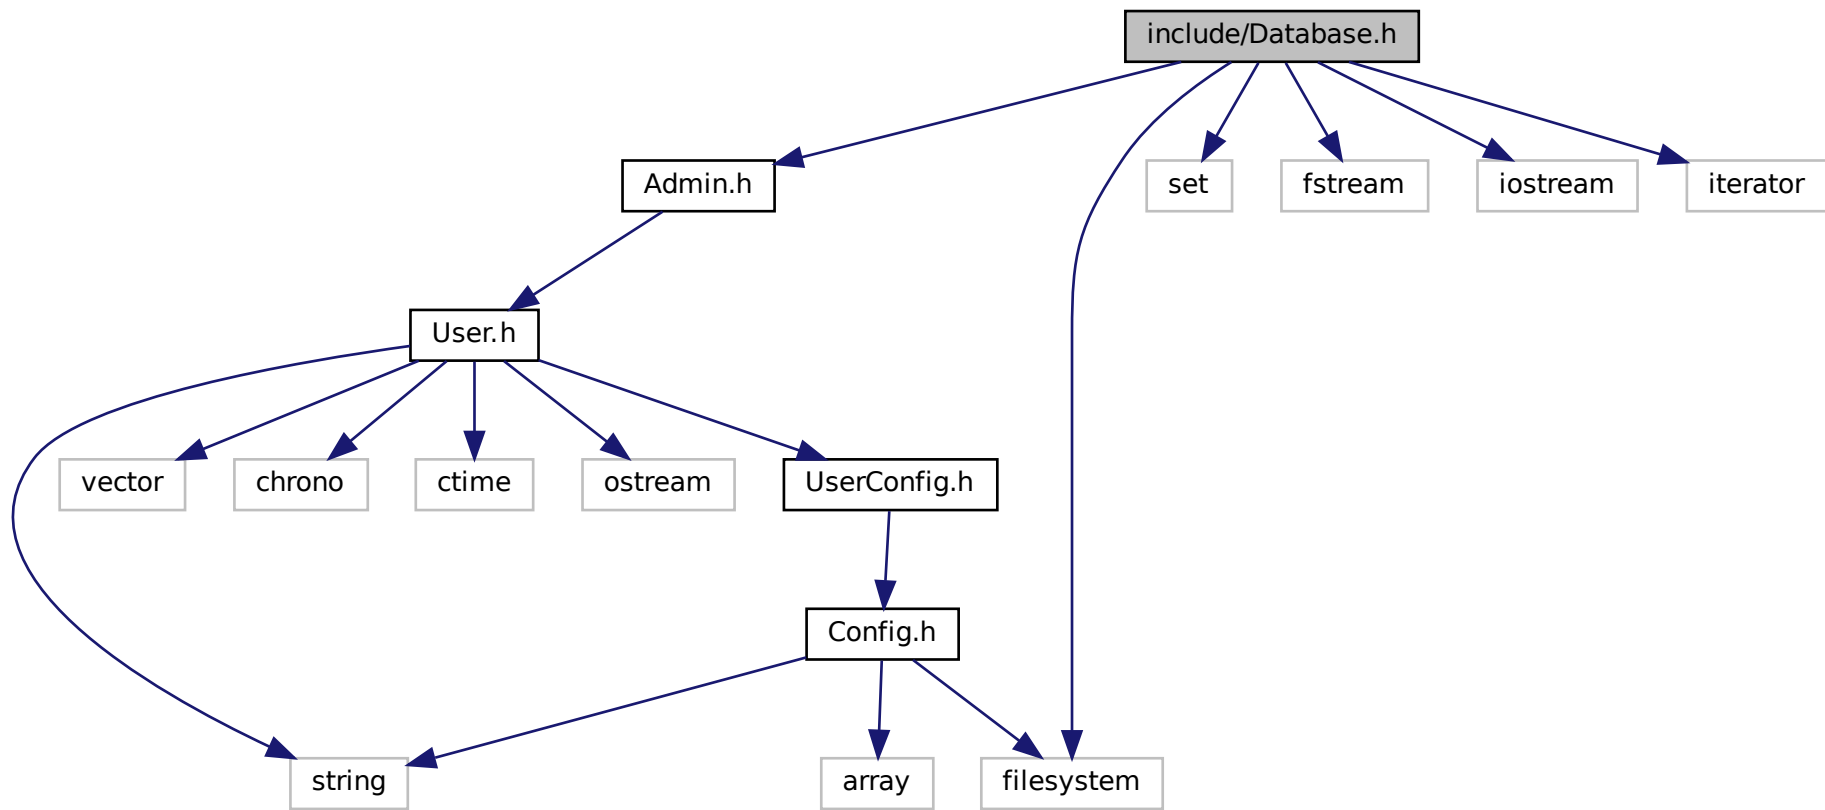 include/Database.h
Admin.h
set
fstream
iostream
iterator
User.h
vector
chrono
ctime
ostream
UserConfig.h
Config.h
string
array
filesystem